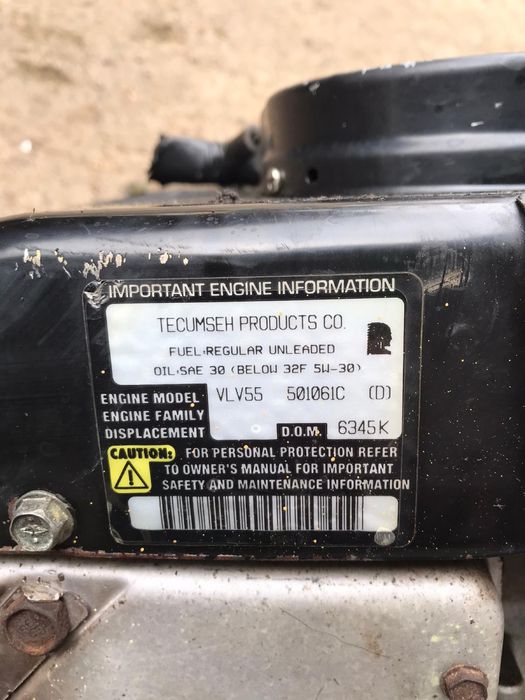 IMPORTANT ENGINE INFORMATION
TECUMSEH PRODUCTS CO.
FUEL:REGULAR UNLEADED
OIL:SAE 30 (BELOW 32F 5W-30)
ENGINE MODEL VLV55 501061C (D)
ENGINE FAMILY
DISPLACEMENT D.O.M. 6345K
CAUTION: FOR PERSONAL PROTECTION REFER
TO OWNER'S MANUAL FOR IMPORTANT
SAFETY AND MAINTENANCE INFORMATION